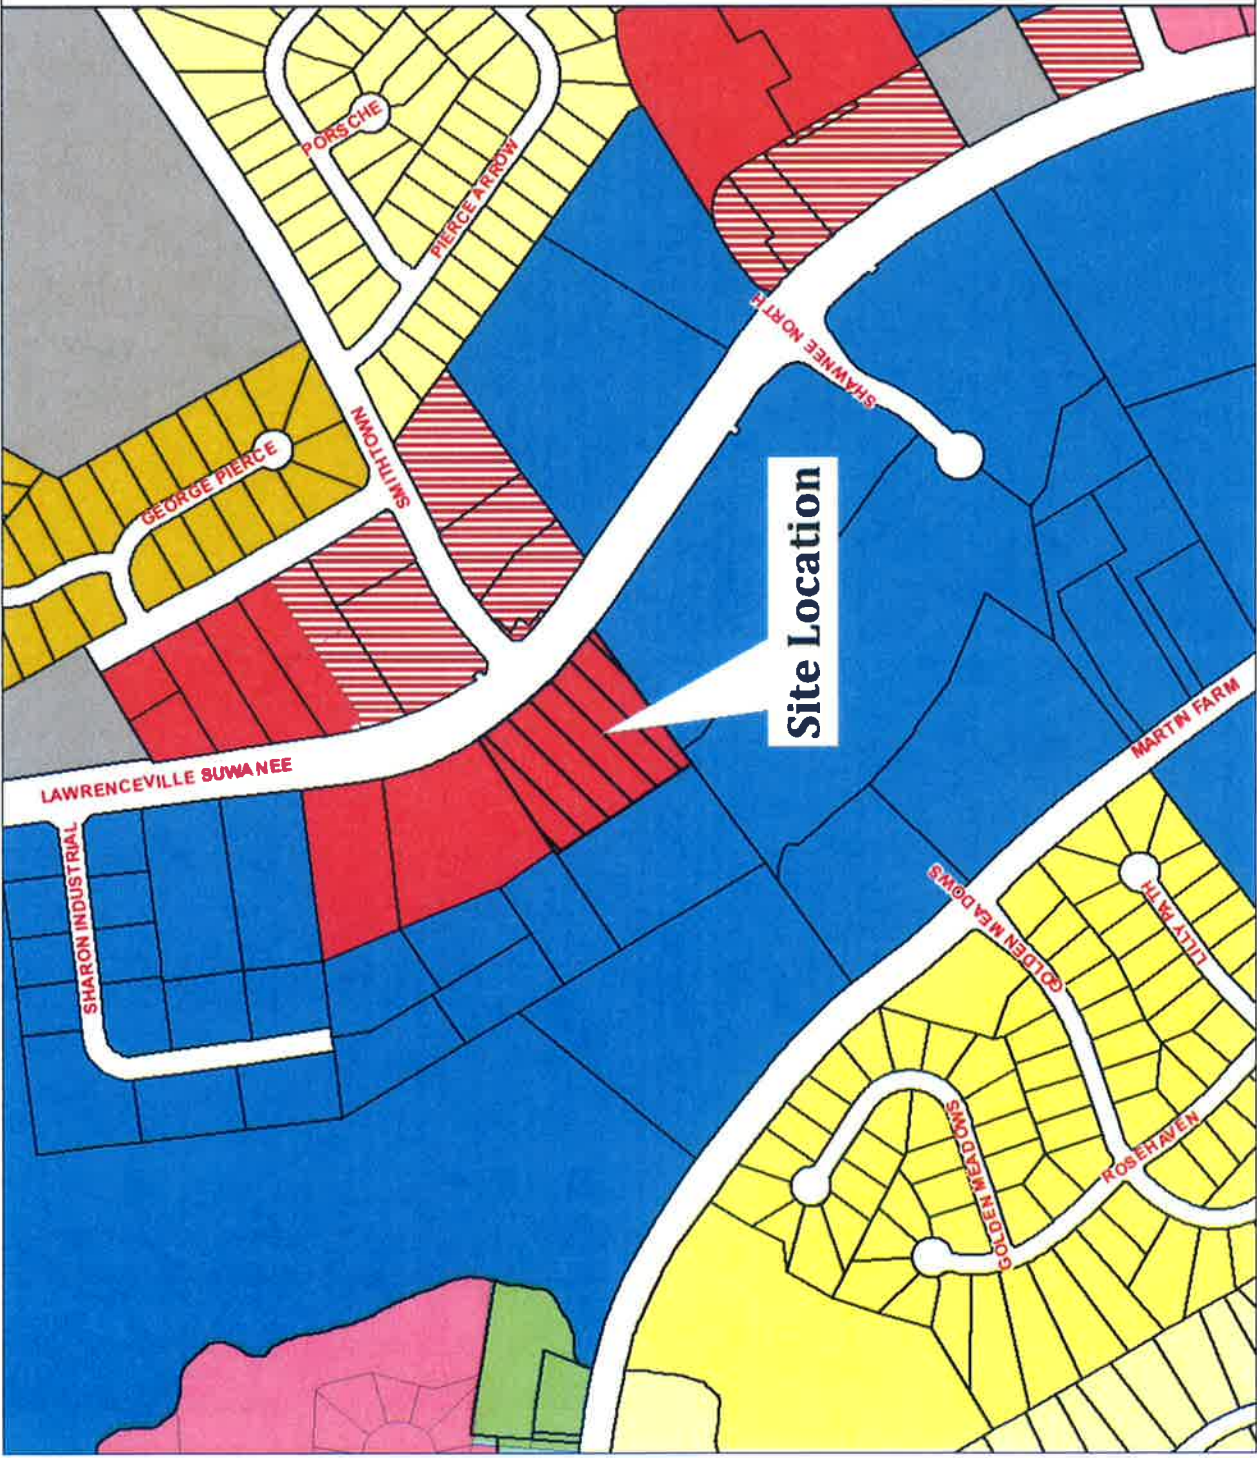 PORSCHE
PIERCE ARROW
SHAWNEE NORTH
GEORGE PIERCE
SMITHTOWN
Site Location
LAWRENCEVILLE SUWANEE
SHARON INDUSTRIAL
MARTIN FARM
GOLDEN MEADOWS
LILLY PATH
GOLDEN MEADOWS
ROSEHAVEN